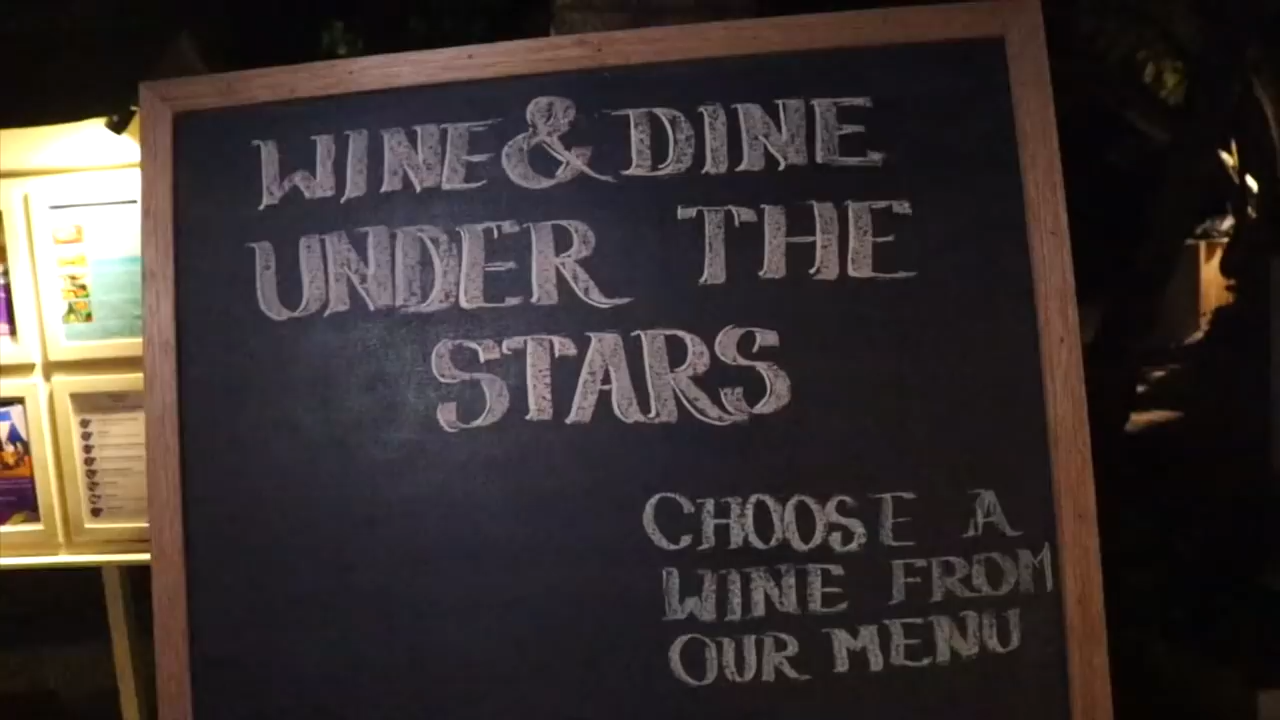 WINE & DINE
UNDER THE
STARS
CHOOSE A
WINE FROM
OUR MENU